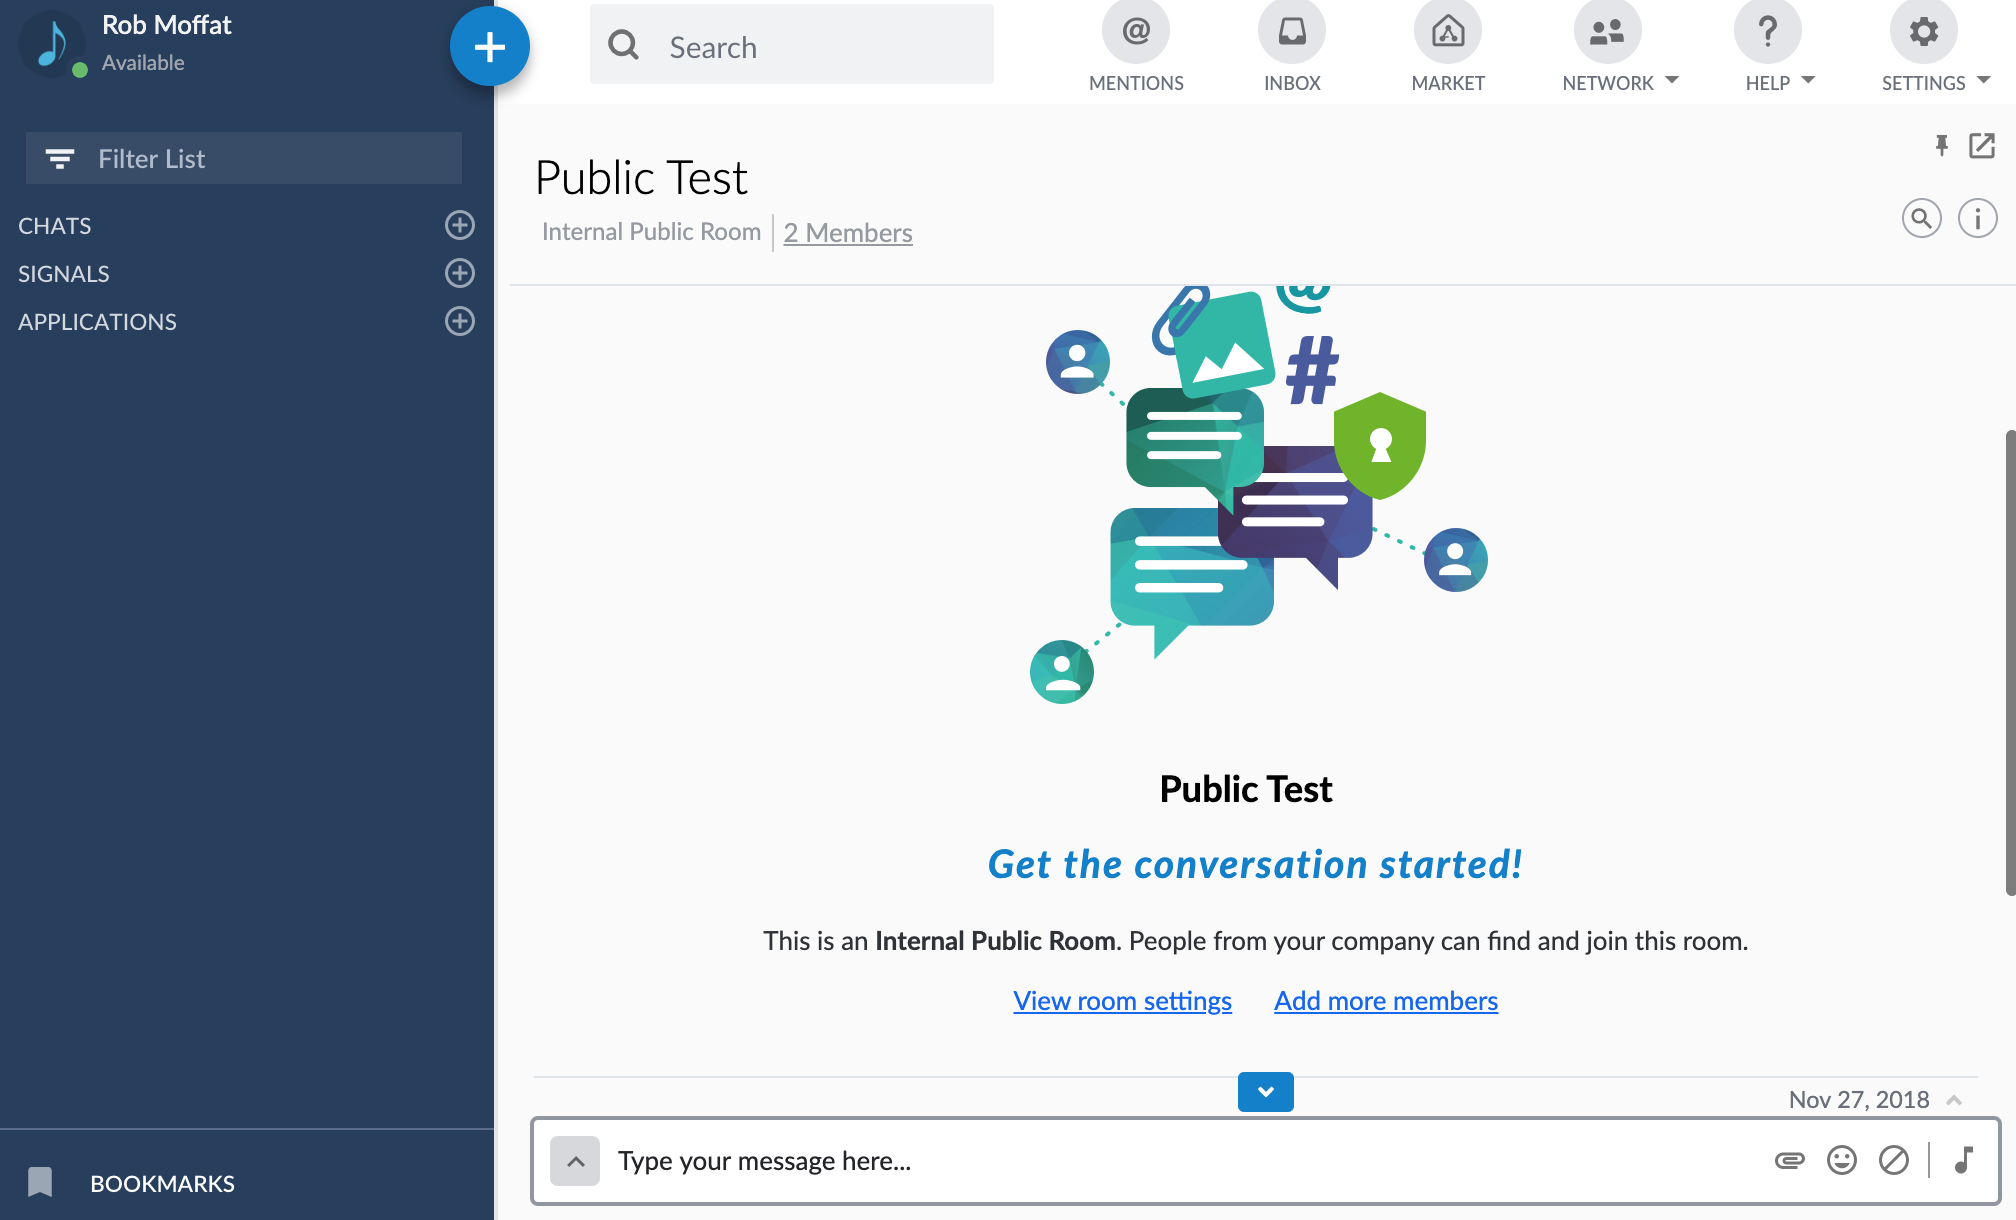 Rob Moffat
Available
Search
MENTIONS
INBOX
MARKET
NETWORK
HELP
SETTINGS
Filter List
CHATS
SIGNALS
APPLICATIONS
BOOKMARKS
Public Test
Internal Public Room
2 Members
@
#
Public Test
Get the conversation started!
This is an Internal Public Room. People from your company can find and join this room.
View room settings
Add more members
Nov 27, 2018
Type your message here...